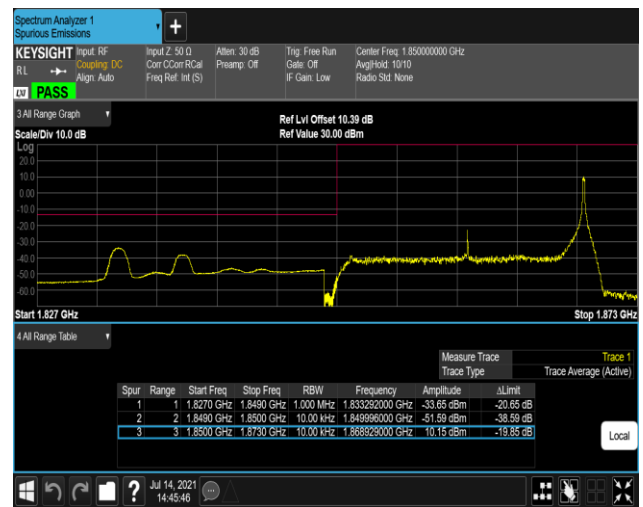 Spectrum Analyzer 1
Spurious Emissions
KEYSIGHT Input: RF Input Z: 50 Ω Atten: 30 dB Trig: Free Run Center Freq: 1.850000000 GHz
RL Coupling: DC Corr CCorr RCal Preamp: Off Gate: Off Avg|Hold: 10/10
Align: Auto Freq Ref: Int (S) IF Gain: Low Radio Std: None
LXI PASS
3 All Range Graph
Ref Lvl Offset 10.39 dB
Scale/Div 10.0 dB Ref Value 30.00 dBm
Log
20.0
10.0
0.00
-10.0
-20.0
-30.0
-40.0
-50.0
-60.0
Start 1.827 GHz Stop 1.873 GHz
4 All Range Table
Measure Trace Trace 1
Trace Type Trace Average (Active)
Spur Range Start Freq Stop Freq RBW Frequency Amplitude ΔLimit
1 1 1.8270 GHz 1.8490 GHz 1.000 MHz 1.833292000 GHz -33.65 dBm -20.65 dB
2 2 1.8490 GHz 1.8500 GHz 10.00 kHz 1.849996000 GHz -51.59 dBm -38.59 dB
3 3 1.8500 GHz 1.8730 GHz 10.00 kHz 1.868929000 GHz 10.15 dBm -19.85 dB
Local
? Jul 14, 2021
14:45:46